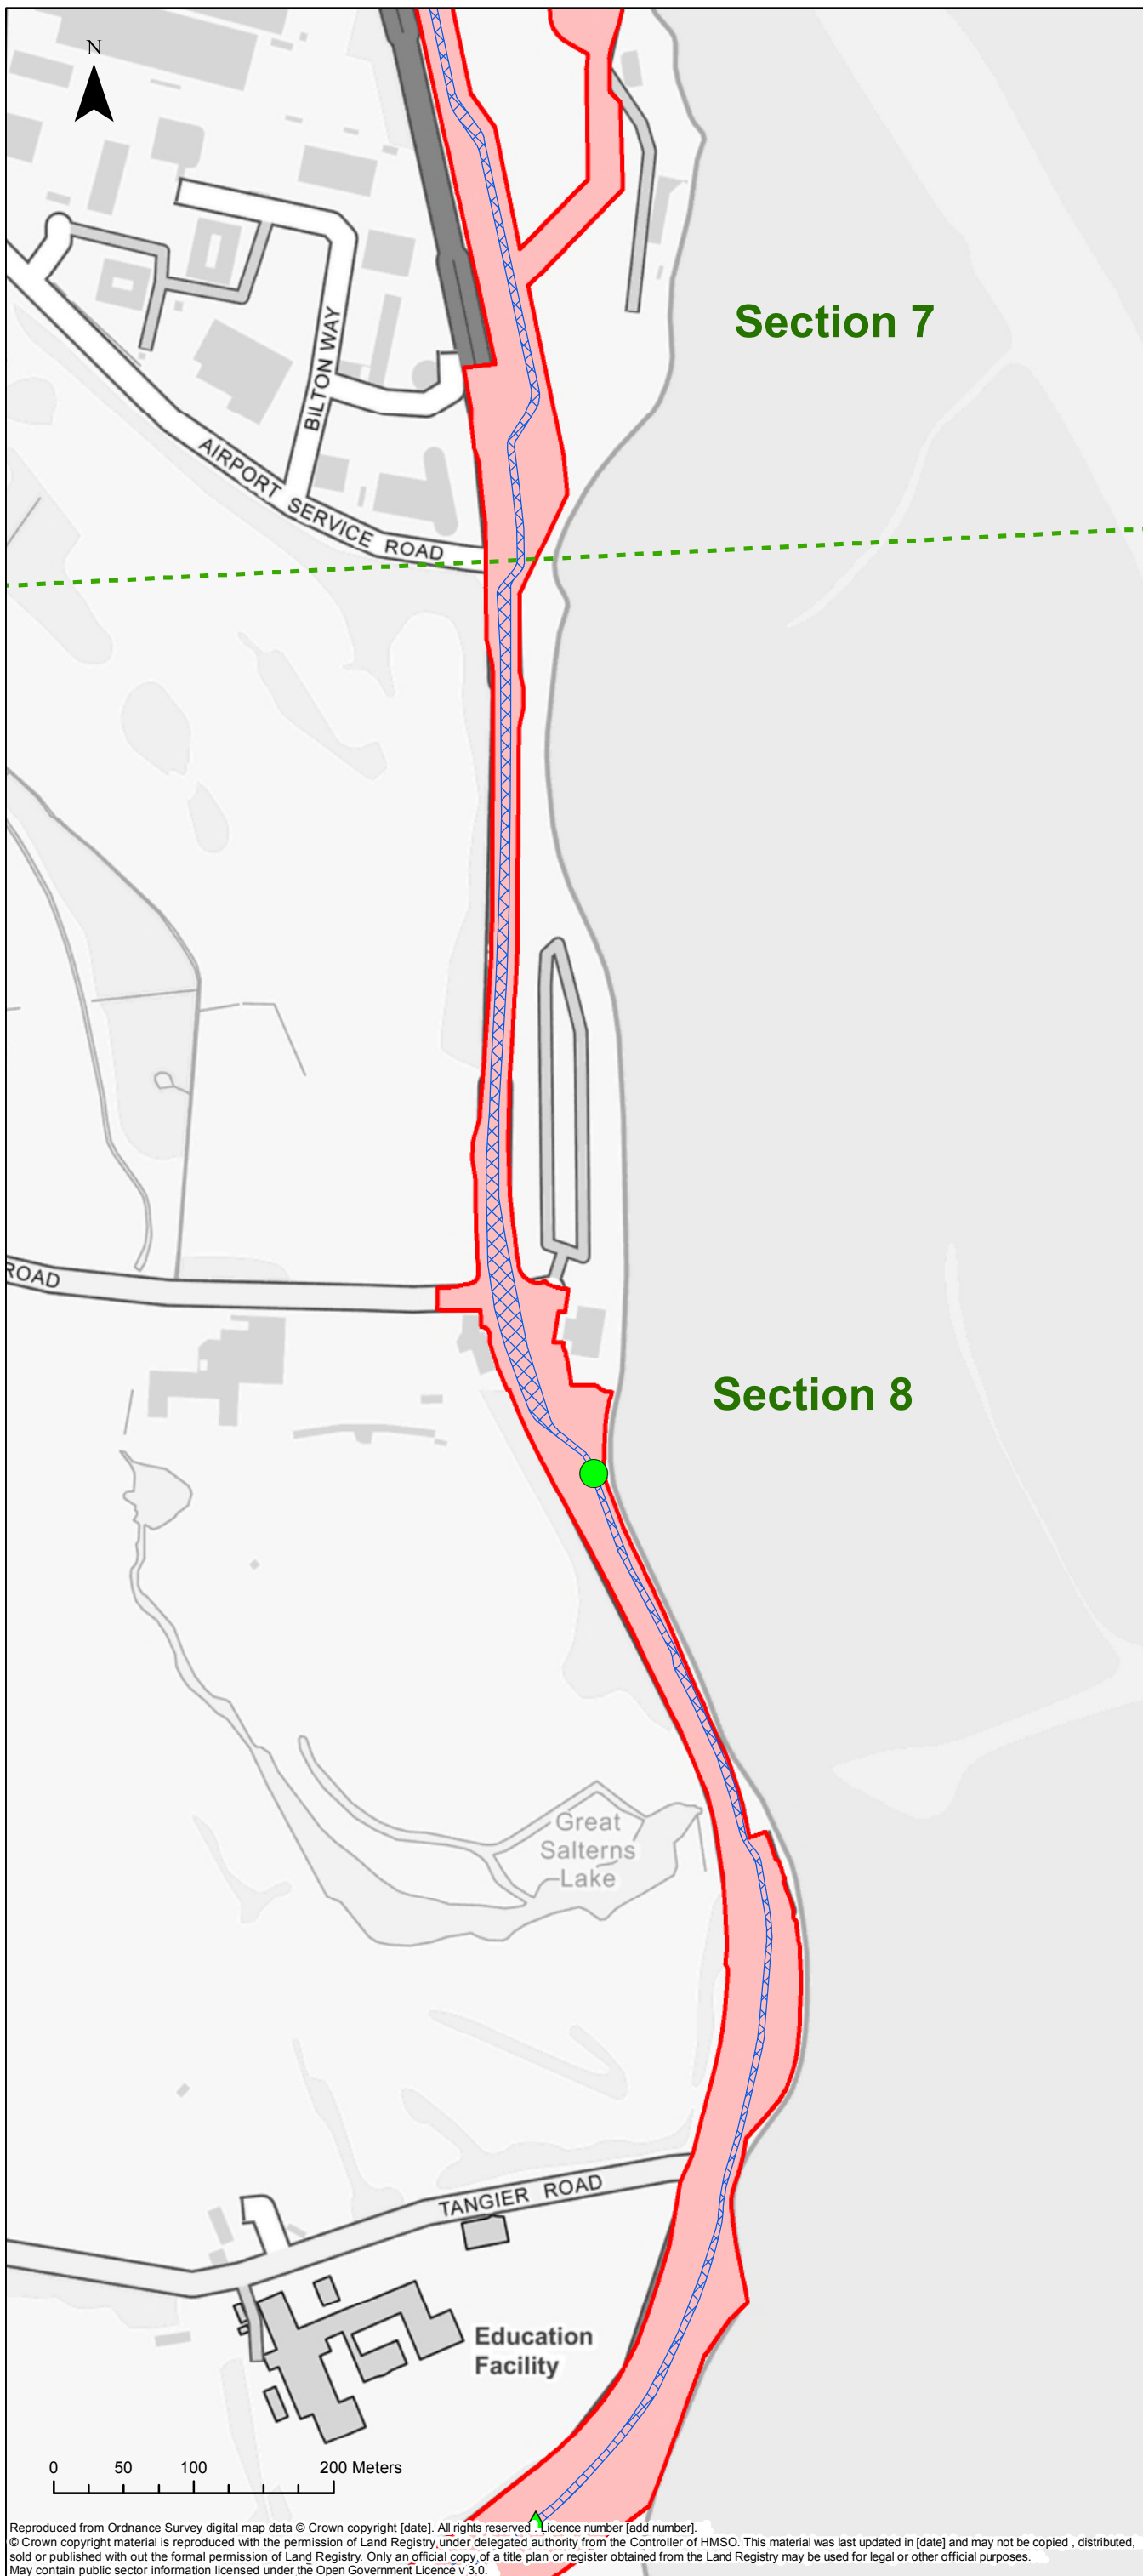 N
Section 7
BILTON WAY
AIRPORT SERVICE ROAD
ROAD
Section 8
Great
Salterns
Lake
TANGIER ROAD
Education
Facility
0 50 100 200 Meters
Reproduced from Ordnance Survey digital map data © Crown copyright [date]. All rights reserved . Licence number [add number].
© Crown copyright material is reproduced with the permission of Land Registry under delegated authority from the Controller of HMSO. This material was last updated in [date] and may not be copied , distributed,
sold or published with out the formal permission of Land Registry. Only an official copy of a title plan or register obtained from the Land Registry may be used for legal or other official purposes.
May contain public sector information licensed under the Open Government Licence v 3.0.